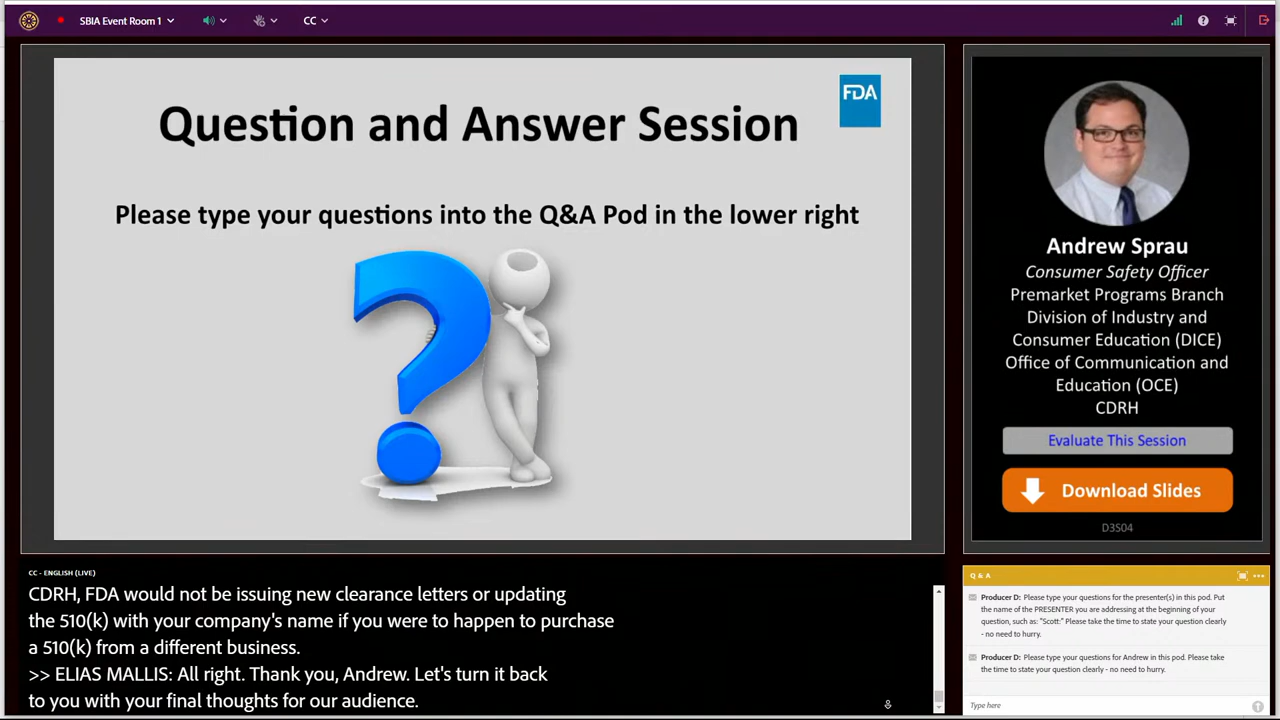 SBIA Event Room 1
CC
FDA
Question and Answer Session
Please type your questions into the Q&A Pod in the lower right
Andrew Sprau
Consumer Safety Officer
Premarket Programs Branch
Division of Industry and
Consumer Education (DICE)
Office of Communication and
Education (OCE)
CDRH
Evaluate This Session
Download Slides
D3S04
CC - ENGLISH (LIVE)
CDRH, FDA would not be issuing new clearance letters or updating
the 510(k) with your company's name if you were to happen to purchase
a 510(k) from a different business.
>> ELIAS MALLIS: All right. Thank you, Andrew. Let's turn it back
to you with your final thoughts for our audience.
Q & A
Producer D: Please type your questions for the presenter(s) in this pod. Put
the name of the PRESENTER you are addressing at the beginning of your
question, such as: "Scott:" Please take the time to state your question clearly
- no need to hurry.
Producer D: Please type your questions for Andrew in this pod. Please take
the time to state your question clearly - no need to hurry.
Type here